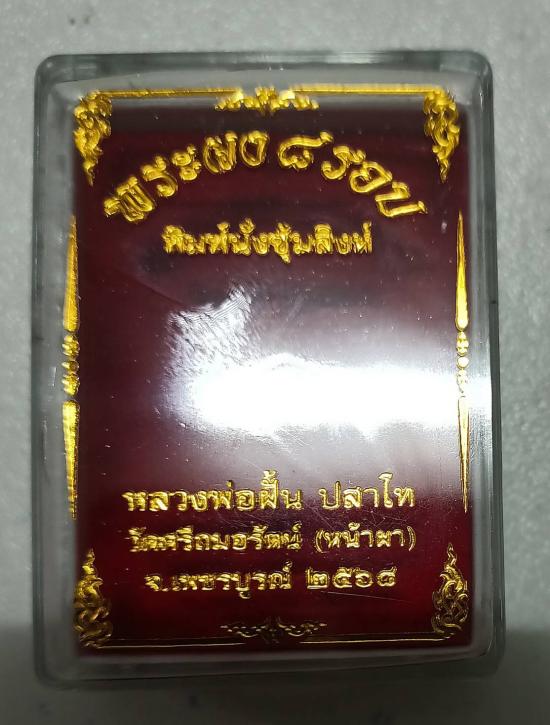 พระผง ๘ รอบ
พิมพ์นั่งซุ้มสิงห์
หลวงพ่อฝั้น ปสาโท
วัดศรีถมอรัตน์ (หน้าผา)
จ.เพชรบูรณ์ ๒๕๖๘